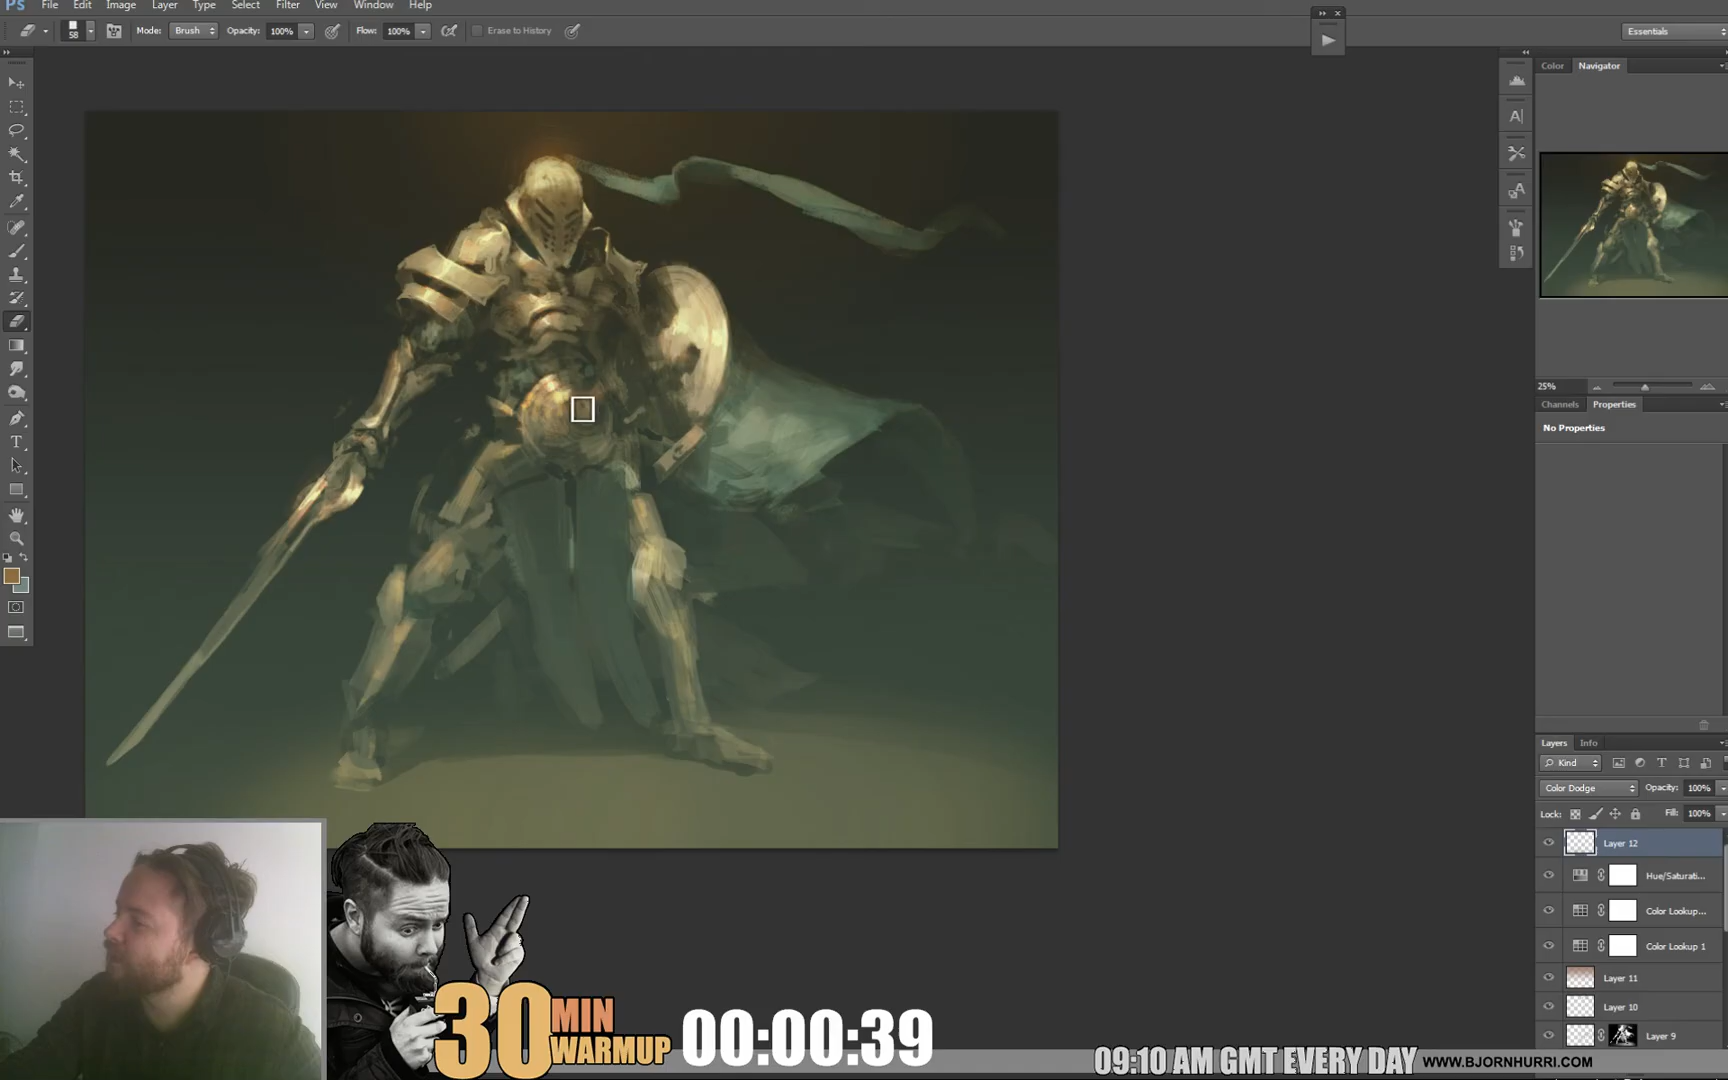 Ps File Edit Image Layer Type Select Filter View Window Help
58 Mode: Brush Opacity: 100% Flow: 100% Erase to History Essentials
Color Navigator
25%
Channels Properties
No Properties
Layers Info
Kind
Color Dodge Opacity: 100%
Lock: Fill: 100%
Layer 12
Hue/Saturati...
Color Lookup...
Color Lookup 1
Layer 11
Layer 10
Layer 9
30 MIN
WARMUP
00:00:39
09:10 AM GMT EVERY DAY WWW.BJORNHURRI.COM